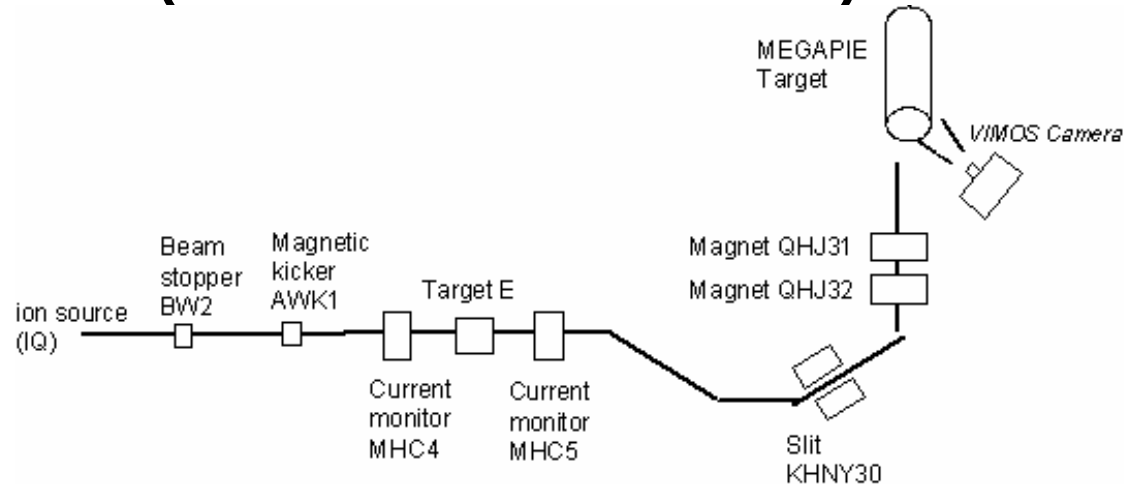 MEGAPIE
Target
VIMOS Camera
Beam
stopper
BW2
Magnetic
kicker
AWK1
Target E
Magnet QHJ31
Magnet QHJ32
ion source
(IQ)
Current
monitor
MHC4
Current
monitor
MHC5
Slit
KHNY30